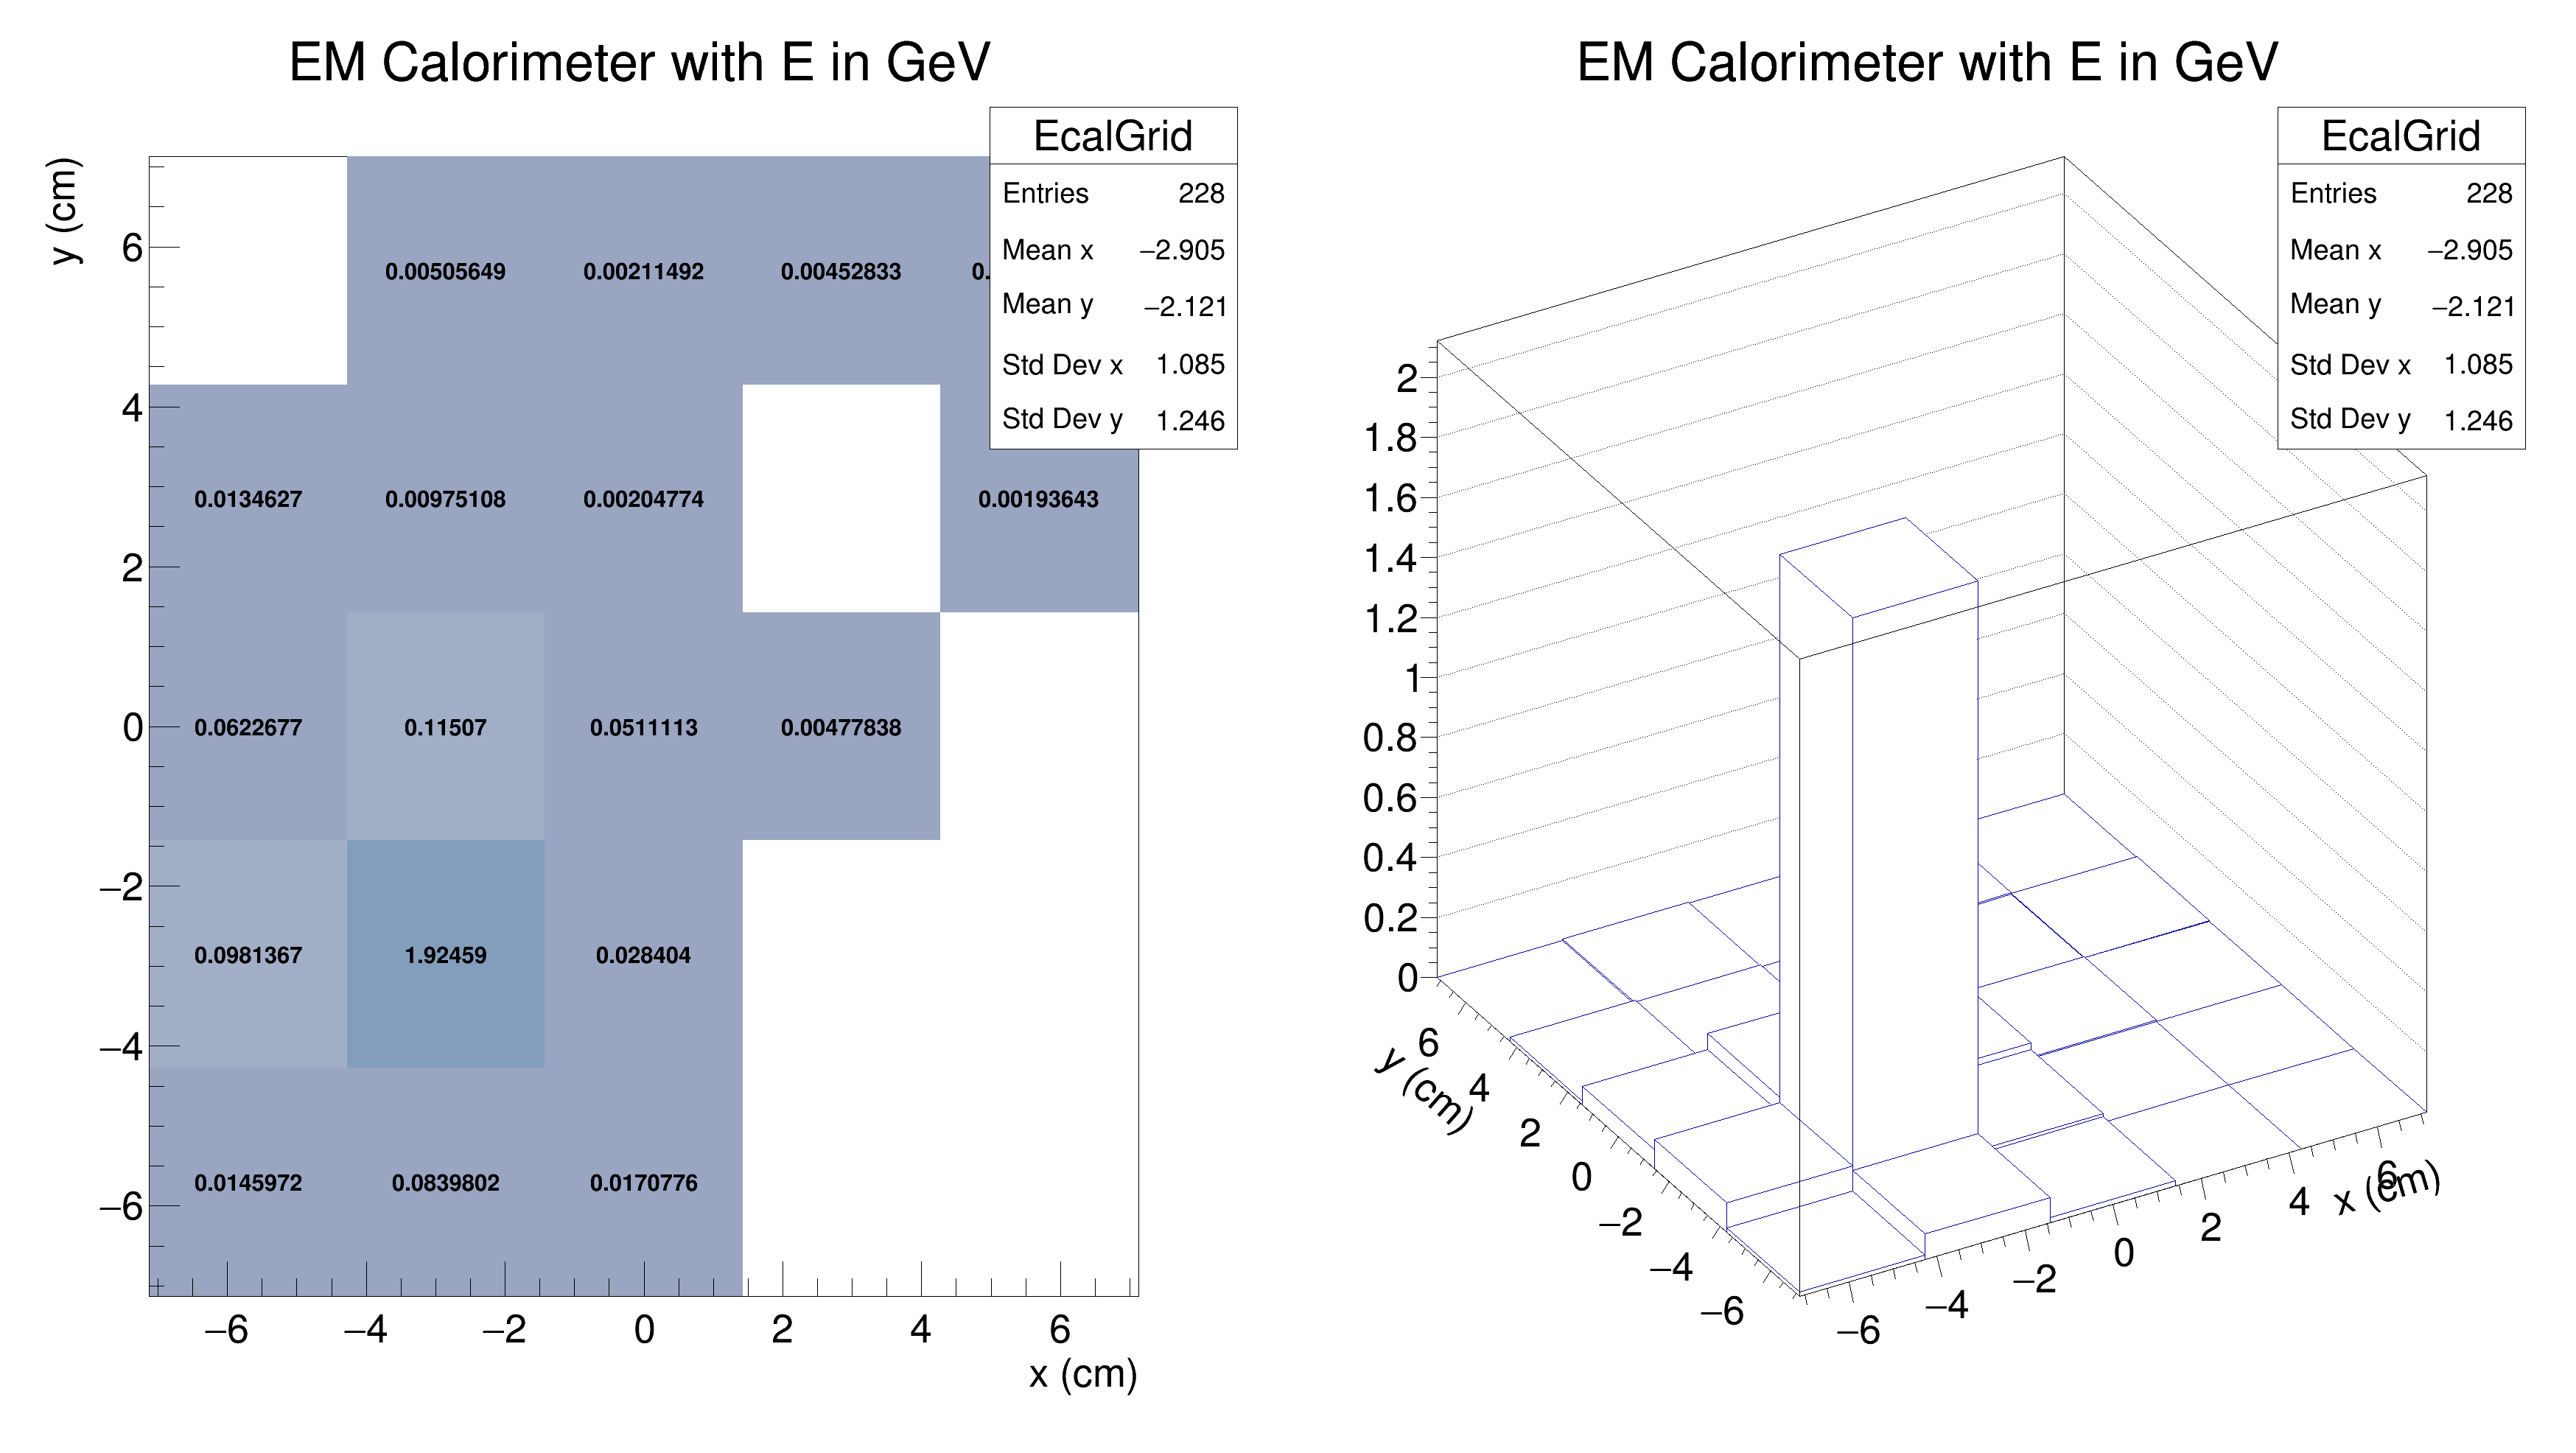 EM Calorimeter with E in GeV
EcalGrid
Entries 228
Mean x −2.905
Mean y −2.121
Std Dev x 1.085
Std Dev y 1.246
y (cm)
6
4
2
0
−2
−4
−6
0.00505649 0.00211492 0.00452833 0.
0.0134627 0.00975108 0.00204774 0.00193643
0.0622677 0.11507 0.0511113 0.00477838
0.0981367 1.92459 0.028404
0.0145972 0.0839802 0.0170776
−6 −4 −2 0 2 4 6
x (cm)
EM Calorimeter with E in GeV
EcalGrid
Entries 228
Mean x −2.905
Mean y −2.121
Std Dev x 1.085
Std Dev y 1.246
2
1.8
1.6
1.4
1.2
1
0.8
0.6
0.4
0.2
0
y (cm)
6
4
2
0
−2
−4
−6
−6 −4 −2 0 2 4 6
x (cm)